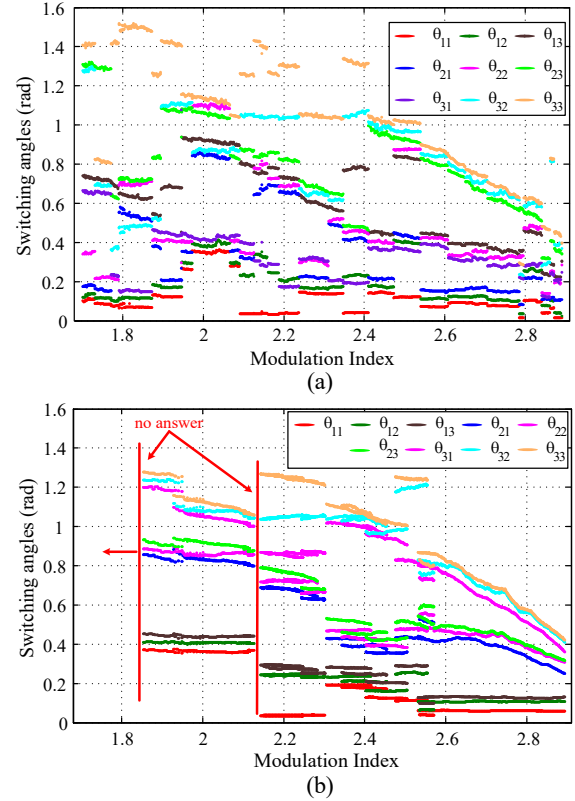 1.6
1.4
1.2
1
0.8
0.6
0.4
0.2
0
Switching angles (rad)
θ11 θ12 θ13
θ21 θ22 θ23
θ31 θ32 θ33
1.8 2 2.2 2.4 2.6 2.8
Modulation Index
(a)
1.6
1.4
1.2
1
0.8
0.6
0.4
0.2
0
Switching angles (rad)
no answer
θ11 θ12 θ13 θ21 θ22
θ23 θ31 θ32 θ33
1.8 2 2.2 2.4 2.6 2.8
Modulation Index
(b)